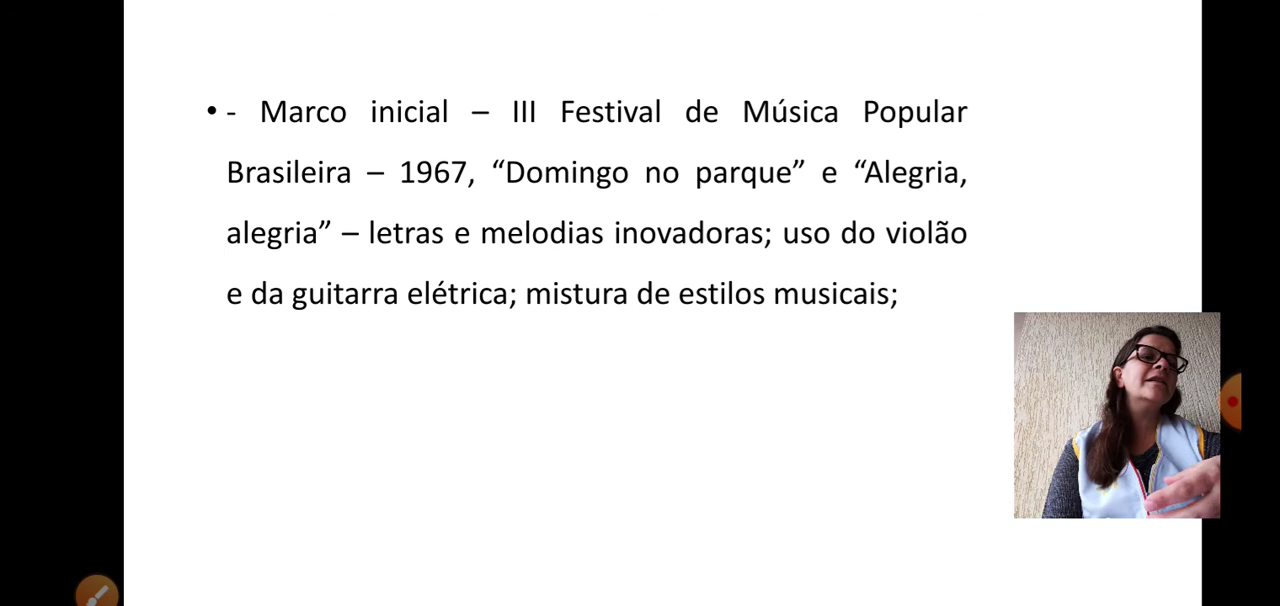 • - Marco inicial – III Festival de Música Popular
Brasileira – 1967, “Domingo no parque” e “Alegria,
alegria” – letras e melodias inovadoras; uso do violão
e da guitarra elétrica; mistura de estilos musicais;